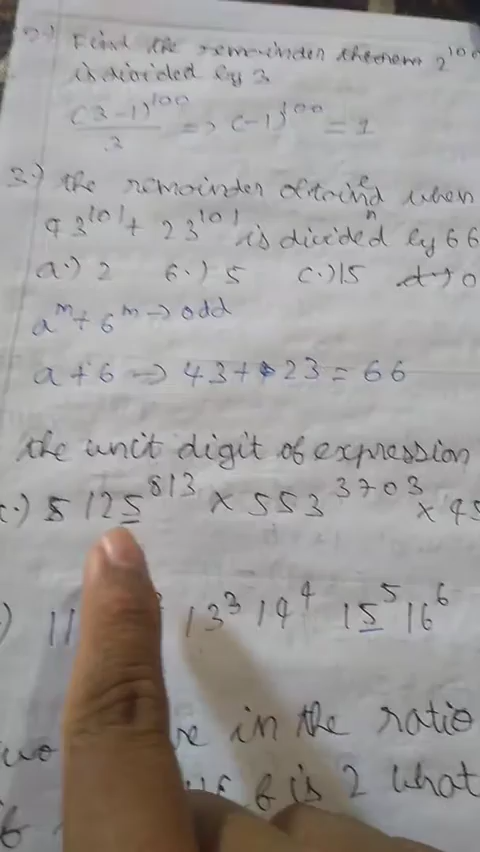 2.) Find the remainder theorem 2^100
is divided by 3
(3-1)^100 / 3 => (-1)^100 = 1
3.) the remainder obtained when
43^101 + 23^101 is divided by 66
a.) 2 b.) 5 c.) 15 d.) 0
a^m + b^m → odd
a + b => 43 + 23 = 66
the unit digit of expression
5125^813 × 553^3703 × 45
11 13^3 14^4 15^5 16^6
in the ratio
6 is 2 what